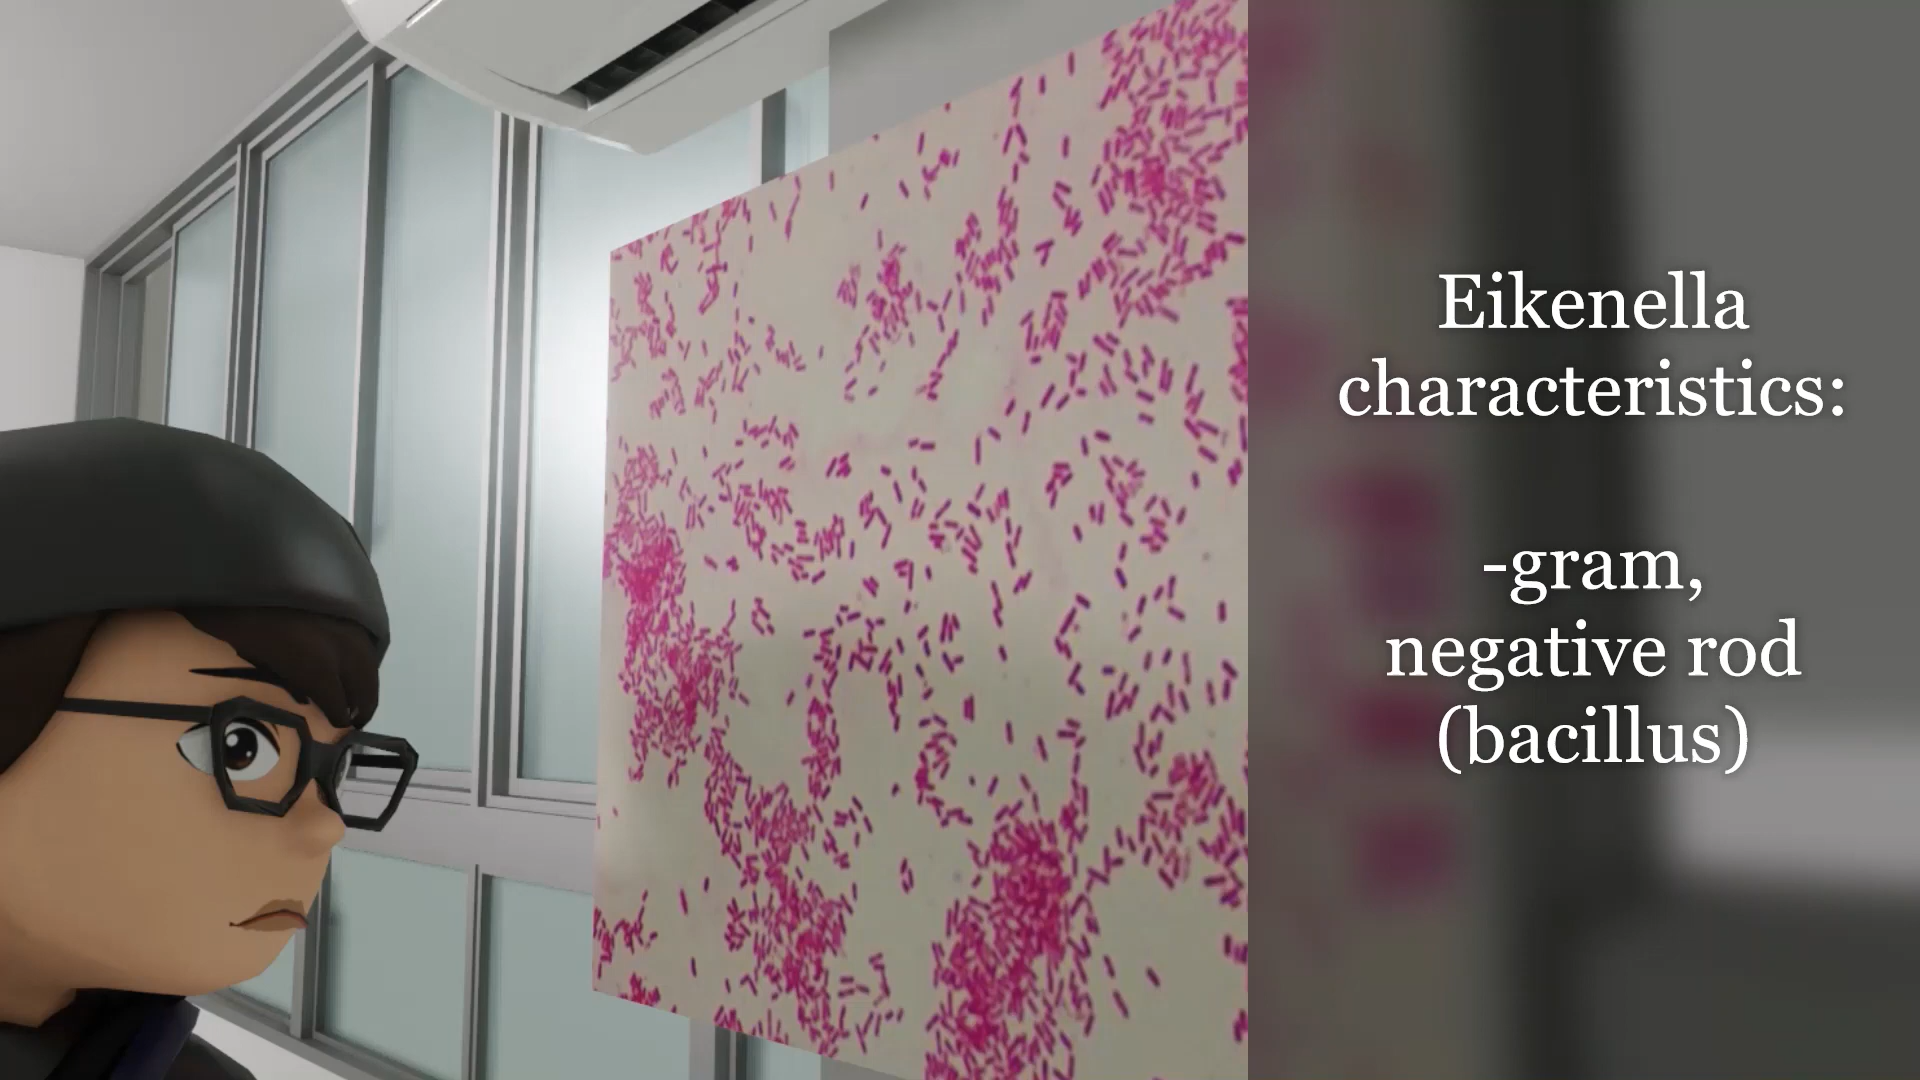 Eikenella
characteristics:
-gram,
negative rod
(bacillus)